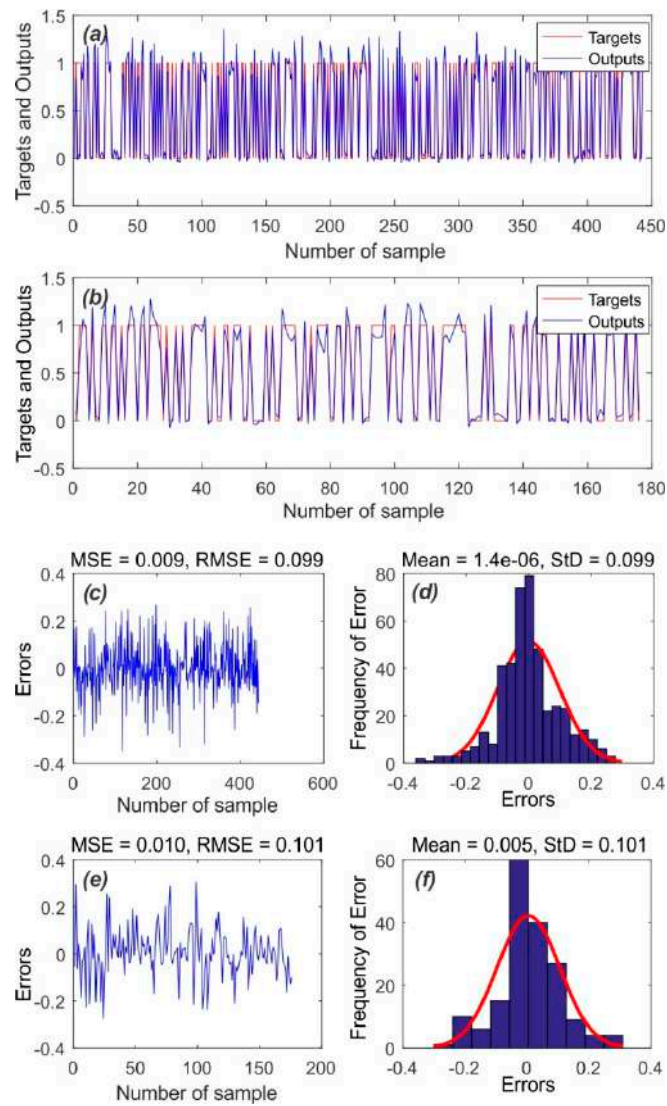 (a)
Targets
Outputs
Targets and Outputs
1.5
1
0.5
0
-0.5
0 50 100 150 200 250 300 350 400 450
Number of sample
(b)
Targets
Outputs
Targets and Outputs
1.5
1
0.5
0
-0.5
0 20 40 60 80 100 120 140 160 180
Number of sample
MSE = 0.009, RMSE = 0.099
(c)
Errors
0.4
0.2
0
-0.2
-0.4
0 200 400 600
Number of sample
Mean = 1.4e-06, StD = 0.099
(d)
Frequency of Error
80
60
40
20
0
-0.4 -0.2 0 0.2 0.4
Errors
MSE = 0.010, RMSE = 0.101
(e)
Errors
0.4
0.2
0
-0.2
-0.4
0 50 100 150 200
Number of sample
Mean = 0.005, StD = 0.101
(f)
Frequency of Error
60
40
20
0
-0.4 -0.2 0 0.2 0.4
Errors